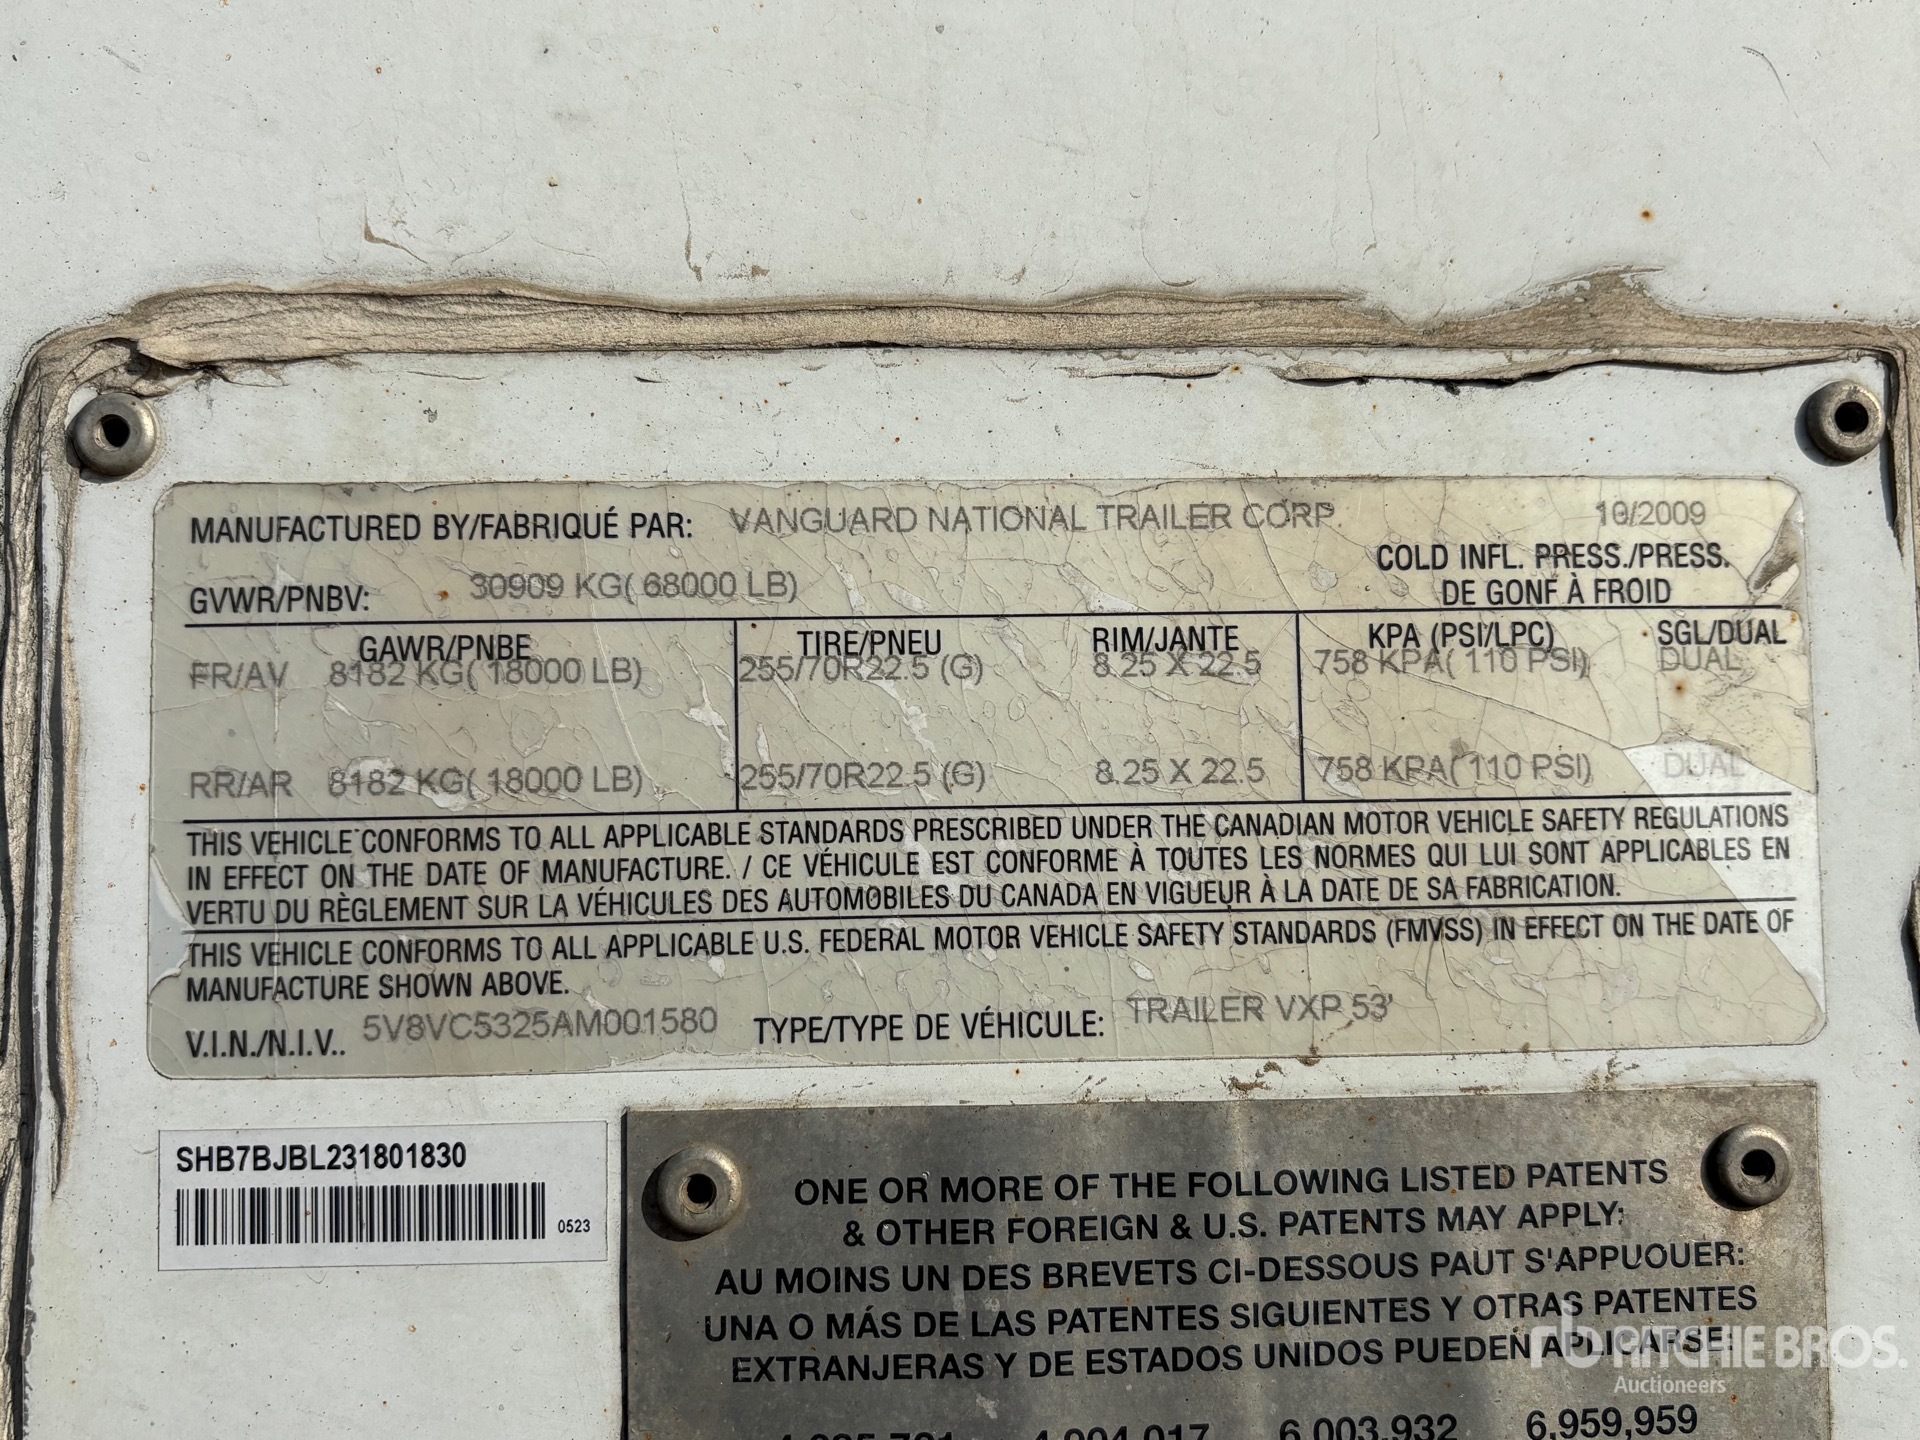 MANUFACTURED BY/FABRIQUÉ PAR: VANGUARD NATIONAL TRAILER CORP. 10/2009
GVWR/PNBV: 30909 KG( 68000 LB) COLD INFL. PRESS./PRESS.
DE GONF À FROID
GAWR/PNBE TIRE/PNEU RIM/JANTE KPA (PSI/LPC) SGL/DUAL
FR/AV 8182 KG( 18000 LB) 255/70R22.5 (G) 8.25 X 22.5 758 KPA( 110 PSI) DUAL
RR/AR 8182 KG( 18000 LB) 255/70R22.5 (G) 8.25 X 22.5 758 KPA( 110 PSI) DUAL
THIS VEHICLE CONFORMS TO ALL APPLICABLE STANDARDS PRESCRIBED UNDER THE CANADIAN MOTOR VEHICLE SAFETY REGULATIONS
IN EFFECT ON THE DATE OF MANUFACTURE. / CE VÉHICULE EST CONFORME À TOUTES LES NORMES QUI LUI SONT APPLICABLES EN
VERTU DU RÈGLEMENT SUR LA VÉHICULES DES AUTOMOBILES DU CANADA EN VIGUEUR À LA DATE DE SA FABRICATION.
THIS VEHICLE CONFORMS TO ALL APPLICABLE U.S. FEDERAL MOTOR VEHICLE SAFETY STANDARDS (FMVSS) IN EFFECT ON THE DATE OF
MANUFACTURE SHOWN ABOVE.
V.I.N./N.I.V.. 5V8VC5325AM001580 TYPE/TYPE DE VÉHICULE: TRAILER VXP 53'
SHB7BJBL231801830
0523
ONE OR MORE OF THE FOLLOWING LISTED PATENTS
& OTHER FOREIGN & U.S. PATENTS MAY APPLY:
AU MOINS UN DES BREVETS CI-DESSOUS PAUT S'APPUOUER:
UNA O MÁS DE LAS PATENTES SIGUIENTES Y OTRAS PATENTES
EXTRANJERAS Y DE ESTADOS UNIDOS PUEDEN APLICARSE:
6,003,932 6,959,959
rb RITCHIE BROS.
Auctioneers